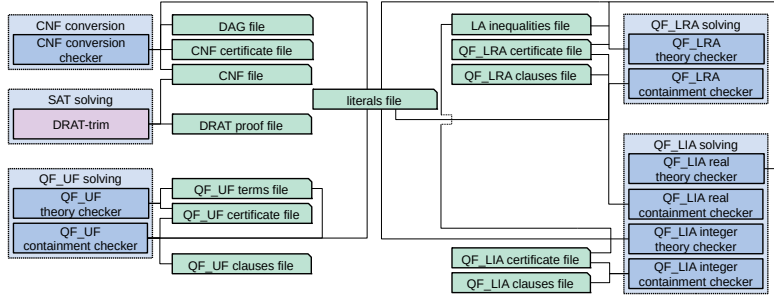 CNF conversion
CNF conversion
checker
SAT solving
DRAT-trim
QF_UF solving
QF_UF
theory checker
QF_UF
containment checker
DAG file
CNF certificate file
CNF file
DRAT proof file
QF_UF terms file
QF_UF certificate file
QF_UF clauses file
literals file
LA inequalities file
QF_LRA certificate file
QF_LRA clauses file
QF_LIA certificate file
QF_LIA clauses file
QF_LRA solving
QF_LRA
theory checker
QF_LRA
containment checker
QF_LIA solving
QF_LIA real
theory checker
QF_LIA real
containment checker
QF_LIA integer
theory checker
QF_LIA integer
containment checker